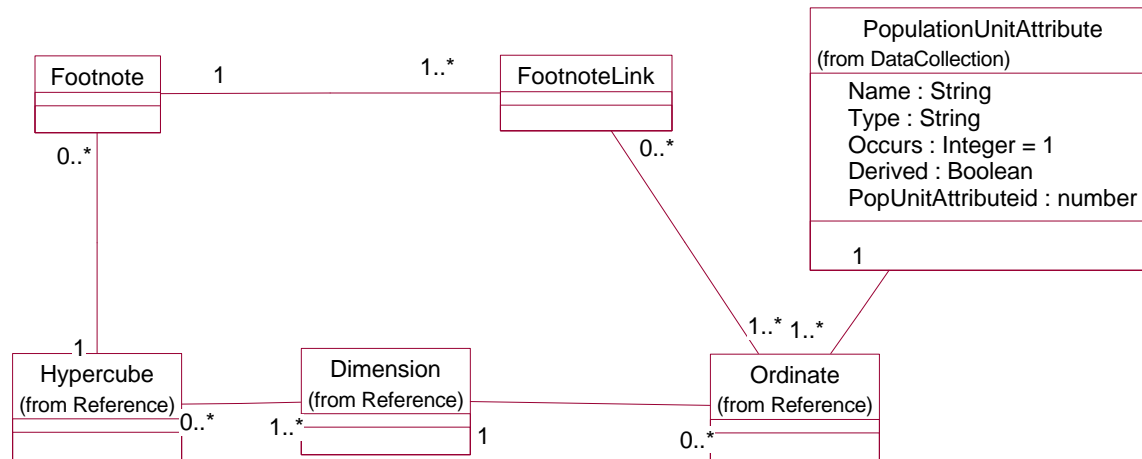 PopulationUnitAttribute
(from DataCollection)
Name : String
Type : String
Occurs : Integer = 1
Derived : Boolean
PopUnitAttributeid : number
Footnote
1
1..*
FootnoteLink
0..*
0..*
1
1
1..*
1..*
Hypercube
(from Reference)
0..*
1..*
Dimension
(from Reference)
1
0..*
Ordinate
(from Reference)